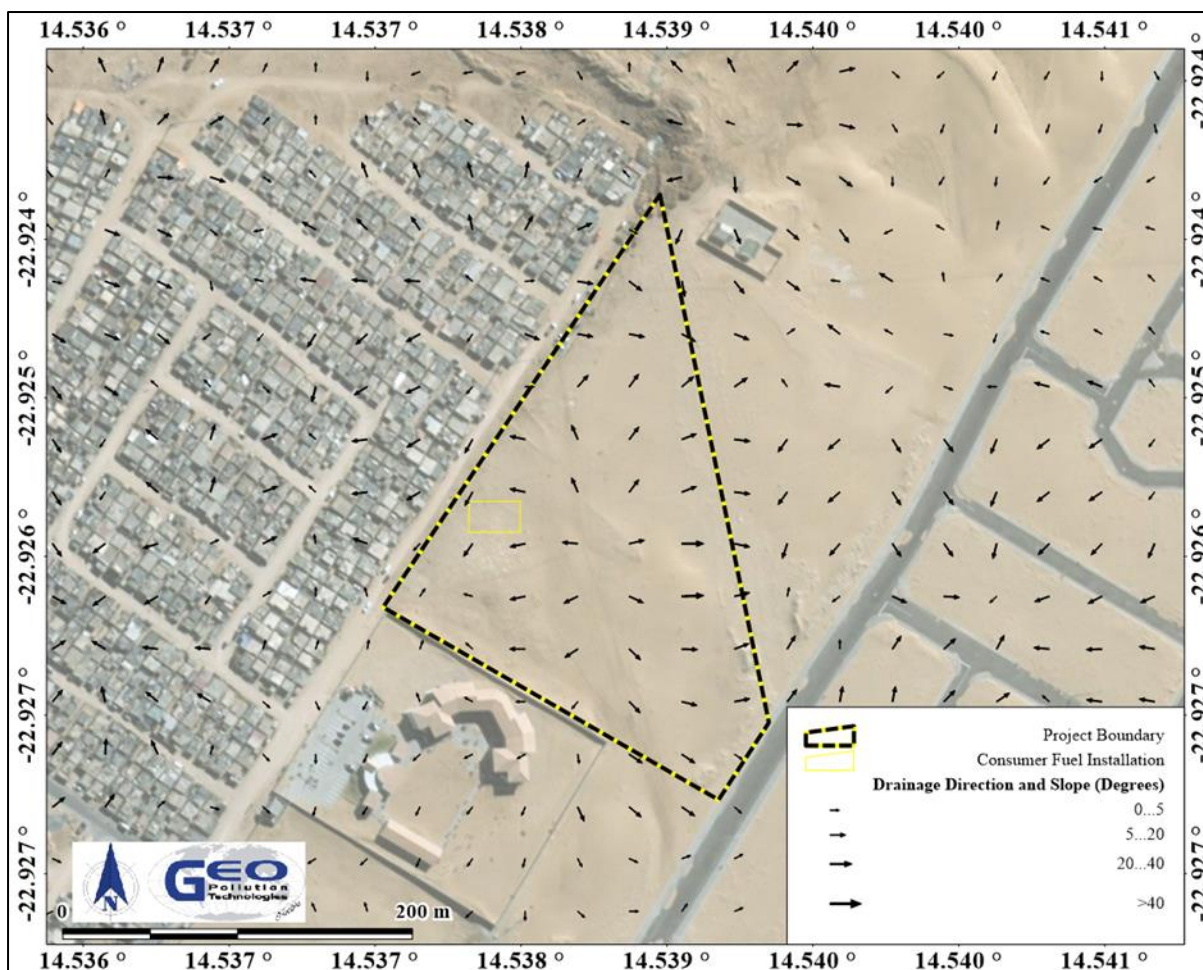 14.536 ° 14.537 ° 14.537 ° 14.538 ° 14.539 ° 14.540 ° 14.540 ° 14.541 °
-22.924 °
-22.924 °
-22.925 °
-22.926 °
-22.927 °
-22.927 °
-22.924 °
-22.924 °
-22.925 °
-22.926 °
-22.927 °
-22.927 °
Project Boundary
Consumer Fuel Installation
Drainage Direction and Slope (Degrees)
0...5
5...20
20...40
>40
N
GEO
Pollution
Technologies
0 200 m
14.536 ° 14.537 ° 14.537 ° 14.538 ° 14.539 ° 14.540 ° 14.540 ° 14.541 °